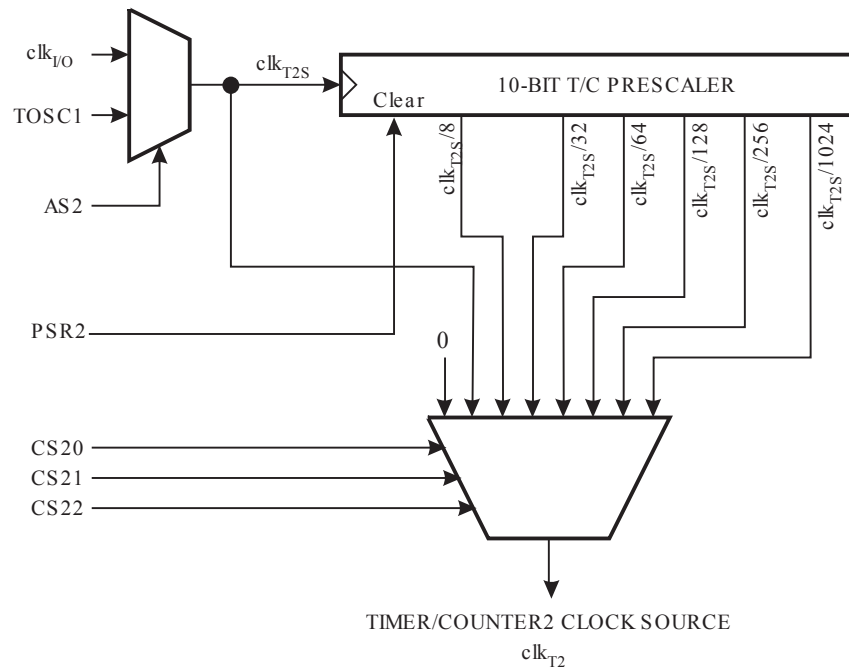 clkI/O
clkT2S
10-BIT T/C PRESCALER
TOSC1
Clear
clkT2S/8
clkT2S/32
clkT2S/64
clkT2S/128
clkT2S/256
clkT2S/1024
AS2
PSR2
0
CS20
CS21
CS22
TIMER/COUNTER2 CLOCK SOURCE
clkT2